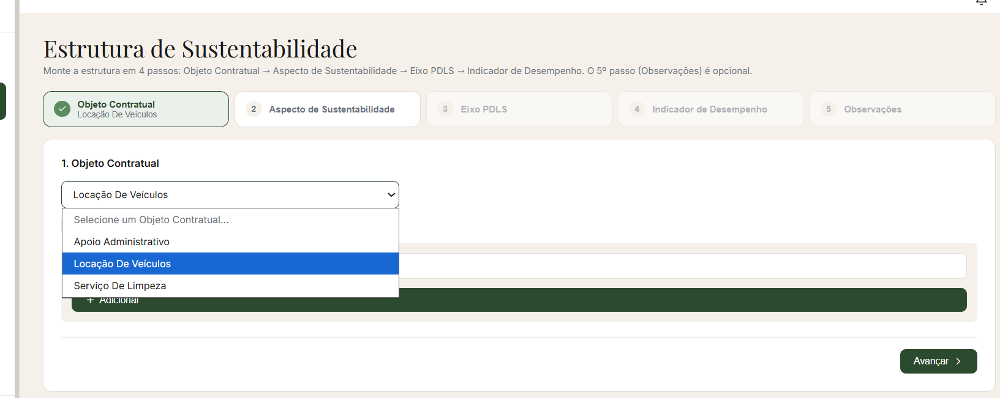 Estrutura de Sustentabilidade
Monte a estrutura em 4 passos: Objeto Contratual → Aspecto de Sustentabilidade → Eixo PDLS → Indicador de Desempenho. O 5º passo (Observações) é opcional.
Objeto Contratual
Locação De Veículos
2 Aspecto de Sustentabilidade
3 Eixo PDLS
4 Indicador de Desempenho
5 Observações
1. Objeto Contratual
Locação De Veículos
Selecione um Objeto Contratual...
Apoio Administrativo
Locação De Veículos
Serviço De Limpeza
+ Adicionar
Avançar >